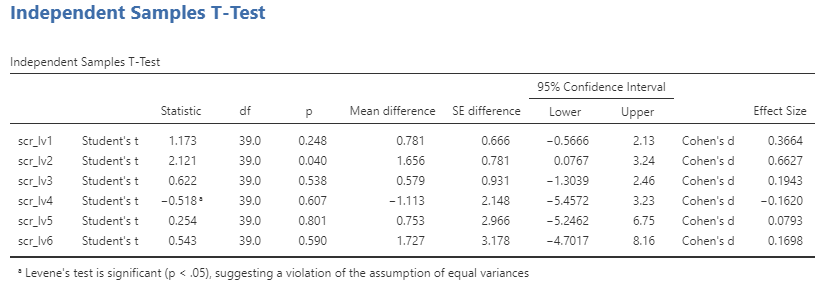 Independent Samples T-Test
Independent Samples T-Test
95% Confidence Interval
Statistic df p Mean difference SE difference Lower Upper Effect Size
scr_lv1 Student's t 1.173 39.0 0.248 0.781 0.666 −0.5666 2.13 Cohen's d 0.3664
scr_lv2 Student's t 2.121 39.0 0.040 1.656 0.781 0.0767 3.24 Cohen's d 0.6627
scr_lv3 Student's t 0.622 39.0 0.538 0.579 0.931 −1.3039 2.46 Cohen's d 0.1943
scr_lv4 Student's t −0.518 ᵃ 39.0 0.607 −1.113 2.148 −5.4572 3.23 Cohen's d −0.1620
scr_lv5 Student's t 0.254 39.0 0.801 0.753 2.966 −5.2462 6.75 Cohen's d 0.0793
scr_lv6 Student's t 0.543 39.0 0.590 1.727 3.178 −4.7017 8.16 Cohen's d 0.1698
ᵃ Levene's test is significant (p < .05), suggesting a violation of the assumption of equal variances